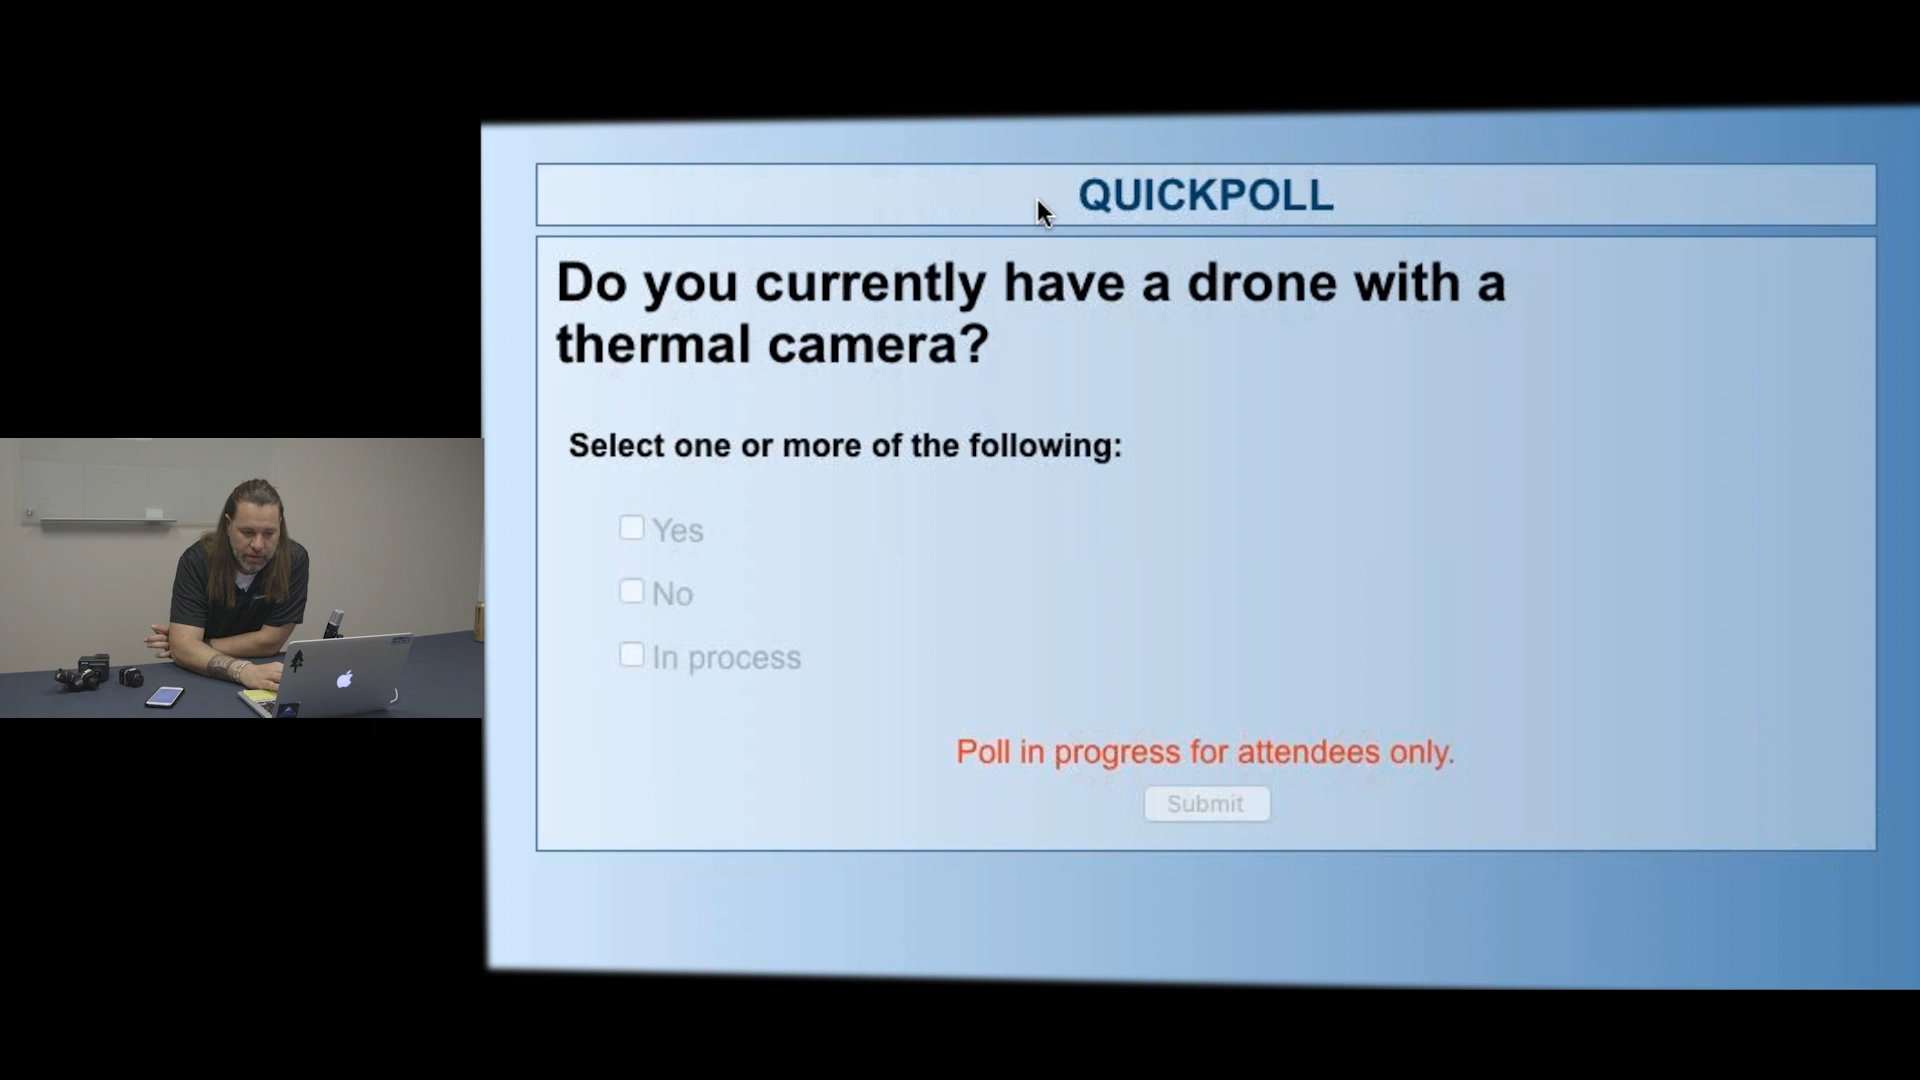 QUICKPOLL
Do you currently have a drone with a
thermal camera?
Select one or more of the following:
Yes
No
In process
Poll in progress for attendees only.
Submit